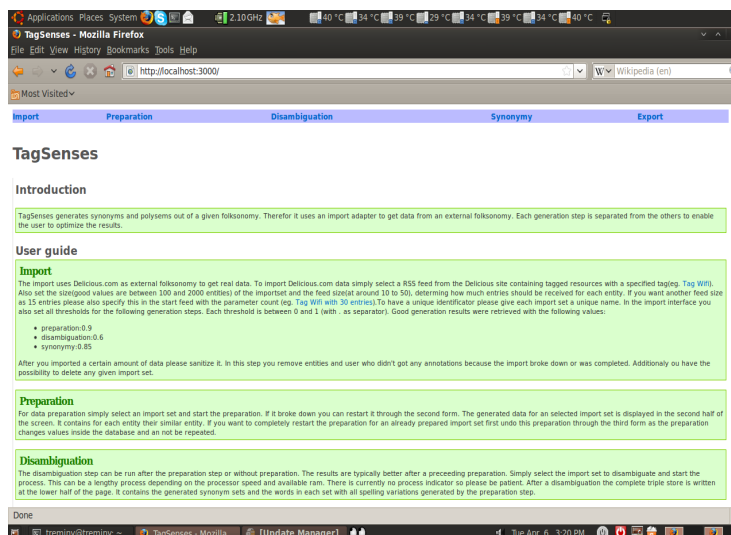 Applications Places System 2.10 GHz 40 °C 34 °C 39 °C 29 °C 34 °C 39 °C 34 °C 40 °C
TagSenses - Mozilla Firefox
File Edit View History Bookmarks Tools Help
http://localhost:3000/ W Wikipedia (en)
Most Visited
Import Preparation Disambiguation Synonymy Export
TagSenses
Introduction
TagSenses generates synonyms and polysems out of a given folksonomy. Therefor it uses an import adapter to get data from an external folksonomy. Each generation step is separated from the others to enable
the user to optimize the results.
User guide
Import
The import uses Delicious.com as external folksonomy to get real data. To import Delicious.com data simply select a RSS feed from the Delicious site containing tagged resources with a specified tag(eg. Tag Wifi).
Also set the size(good values are between 100 and 2000 entities) of the importset and the feed size(at around 10 to 50), determing how much entries should be received for each entity. If you want another feed size
as 15 entries please also specify this in the start feed with the parameter count (eg. Tag Wifi with 30 entries).To have a unique identificator please give each import set a unique name. In the import interface you
also set all thresholds for the following generation steps. Each threshold is between 0 and 1 (with . as separator). Good generation results were retrieved with the following values:
• preparation:0.9
• disambiguation:0.6
• synonymy:0.85
After you imported a certain amount of data please sanitize it. In this step you remove entities and user who didn't got any annotations because the import broke down or was completed. Additionaly ou have the
possibility to delete any given import set.
Preparation
For data preparation simply select an import set and start the preparation. If it broke down you can restart it through the second form. The generated data for an selected import set is displayed in the second half of
the screen. It contains for each entity their similar entity. If you want to completely restart the preparation for an already prepared import set first undo this preparation through the third form as the preparation
changes values inside the database and an not be repeated.
Disambiguation
The disambiguation step can be run after the preparation step or without preparation. The results are typically better after a preceeding preparation. Simply select the import set to disambiguate and start the
process. This can be a lengthy process depending on the processor speed and available ram. There is currently no process indicator so please be patient. After a disambiguation the complete triple store is written
at the lower half of the page. It contains the generated synonym sets and the words in each set with all spelling variations generated by the preparation step.
Done
treminy@treminy: ~ TagSenses - Mozilla [Update Manager] Tue Apr 6, 3:20 PM